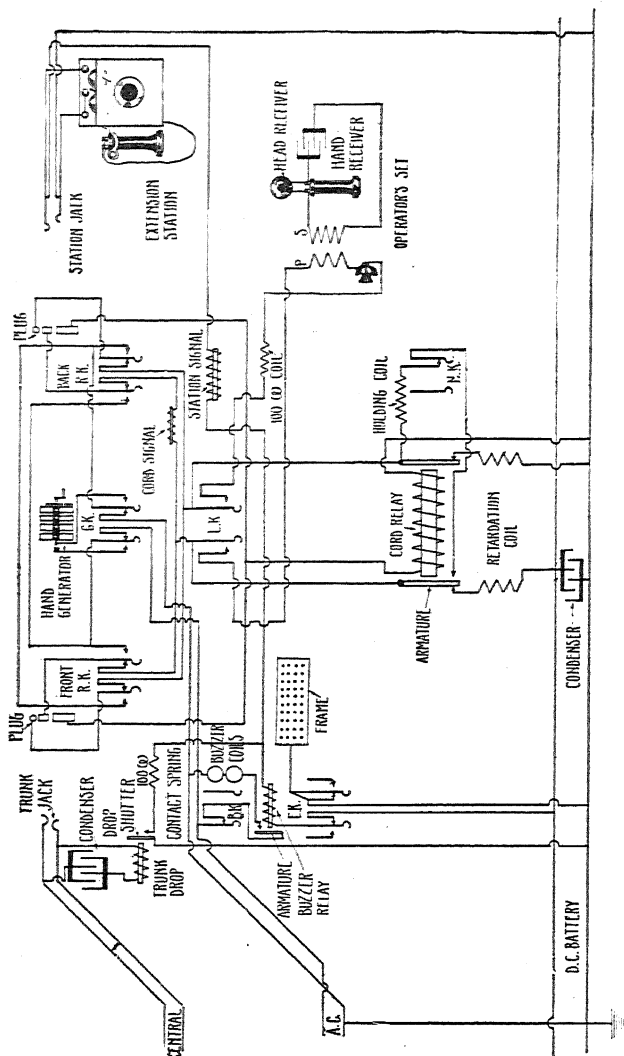 PLUG
PLUG
TRUNK
JACK
FRONT
R.K.
HAND
GENERATOR
G.K.
BACK
R.K.
STATION JACK
EXTENSION
STATION
CONDENSER
DROP
SHUTTER
TRUNK
DROP
100 ω
CORD SIGNAL
STATION SIGNAL
CENTRAL
CONTACT SPRING
B.K.
BUZZER
COILS
L.K.
100 ω COIL
P
S
HEAD RECEIVER
HAND
RECEIVER
OPERATOR'S SET
ARMATURE
BUZZER
RELAY
FRAME
A.C.
ARMATURE
CORD RELAY
HOLDING COIL
RETARDATION
COIL
CONDENSER
D.C. BATTERY